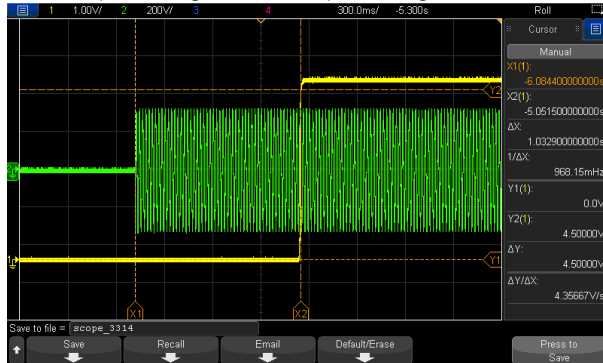 1 1.00V/ 2 200V/ 3 4 300.0ms/ -5.300s Roll
Cursor
Manual
X1(1):
-6.084400000000s
X2(1):
-5.051500000000s
ΔX:
1.032900000000s
1/ΔX:
968.15mHz
Y1(1):
0.0V
Y2(1):
4.50000V
ΔY:
4.50000V
ΔY/ΔX:
4.35667V/s
Y2
Y1
X1
X2
Save to file = scope_3314
Save
Recall
Email
Default/Erase
Press to
Save